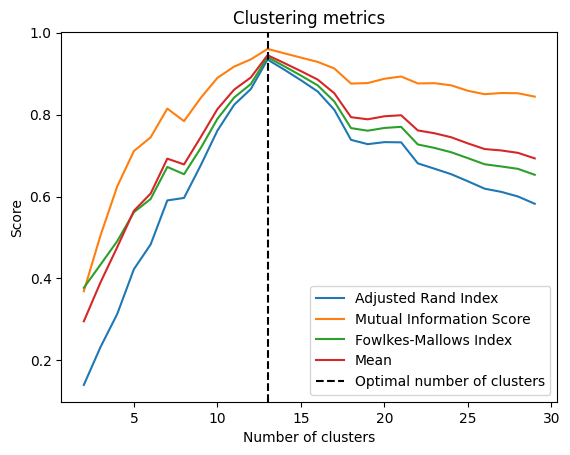 Clustering metrics
1.0
0.8
0.6
0.4
0.2
Score
Adjusted Rand Index
Mutual Information Score
Fowlkes-Mallows Index
Mean
Optimal number of clusters
5 10 15 20 25 30
Number of clusters